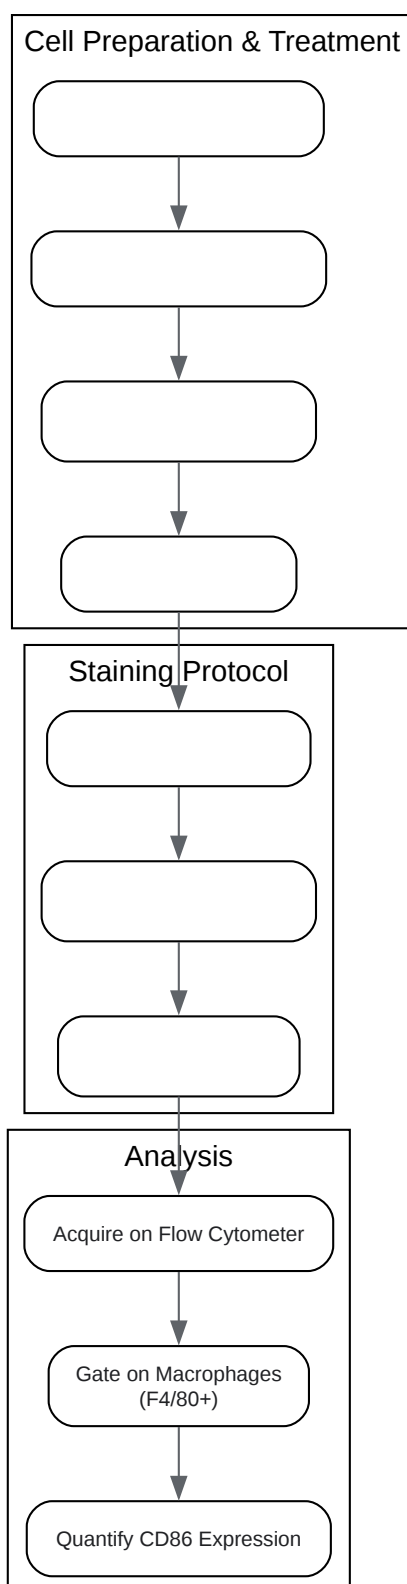 Cell Preparation & Treatment
Staining Protocol
Analysis
Acquire on Flow Cytometer
Gate on Macrophages
(F4/80+)
Quantify CD86 Expression